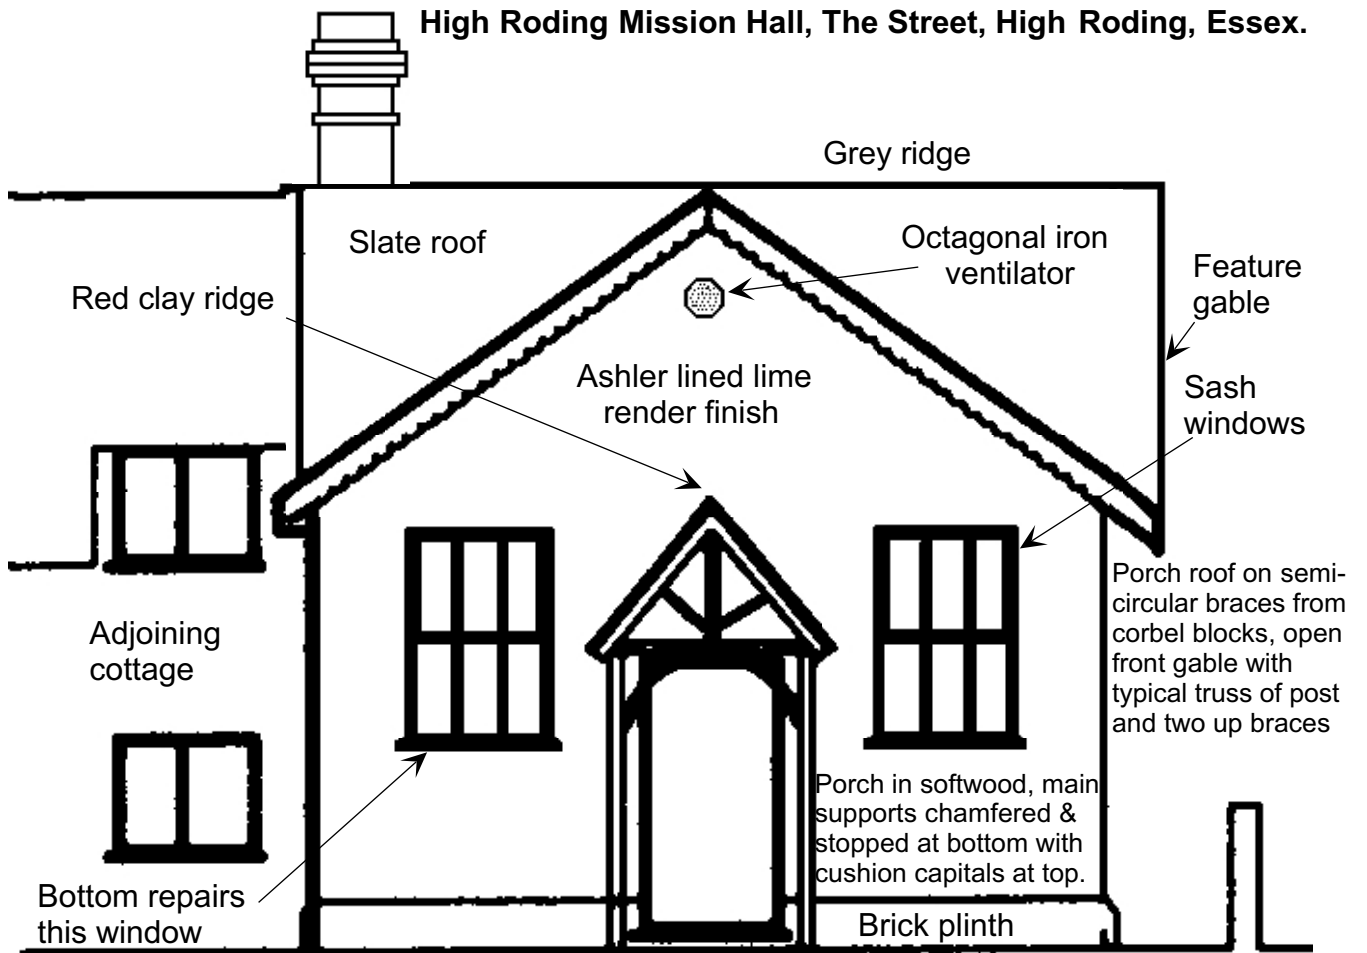 High Roding Mission Hall, The Street, High Roding, Essex.
Grey ridge
Slate roof
Octagonal iron
ventilator
Feature
gable
Red clay ridge
Ashler lined lime
render finish
Sash
windows
Porch roof on semi-
circular braces from
corbel blocks, open
front gable with
typical truss of post
and two up braces
Adjoining
cottage
Porch in softwood, main
supports chamfered &
stopped at bottom with
cushion capitals at top.
Bottom repairs
this window
Brick plinth